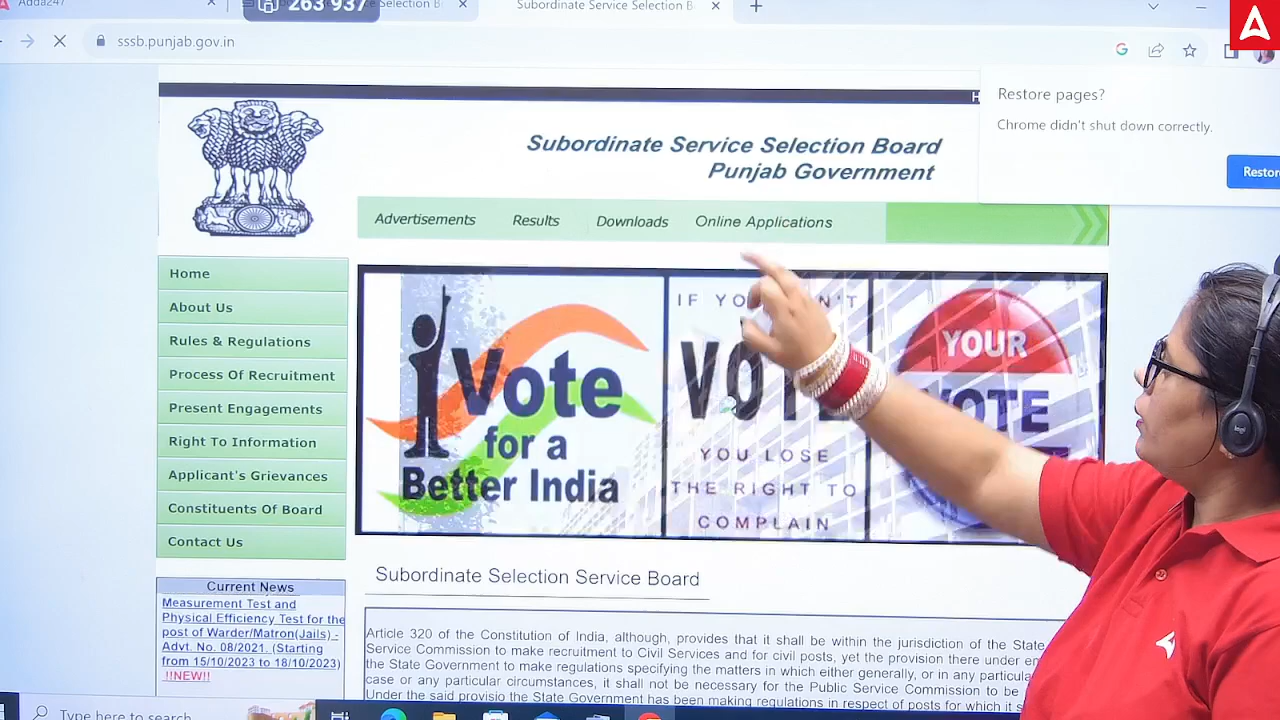 Adda247
263 937
Selection B
Subordinate Service Selection B
sssb.punjab.gov.in
Restore pages?
Chrome didn't shut down correctly.
Restor
H
Subordinate Service Selection Board
Punjab Government
Advertisements
Results
Downloads
Online Applications
Home
About Us
Rules & Regulations
Process Of Recruitment
Present Engagements
Right To Information
Applicant's Grievances
Constituents Of Board
Contact Us
Vote
for a
Better India
IF YO N'T
VOTE
YOU LOSE
THE RIGHT TO
COMPLAIN
YOUR
VOTE
Current News
Measurement Test and
Physical Efficiency Test for the
post of Warder/Matron(Jails) -
Advt. No. 08/2021. (Starting
from 15/10/2023 to 18/10/2023)
!!NEW!!
Subordinate Selection Service Board
Article 320 of the Constitution of India, although, provides that it shall be within the jurisdiction of the State
Service Commission to make recruitment to Civil Services and for civil posts, yet the provision there under en
the State Government to make regulations specifying the matters in which either generally, or in any particula
case or any particular circumstances, it shall not be necessary for the Public Service Commission to be
Under the said provisio the State Government has been making regulations in respect of posts for which it s
Type here to search
logi